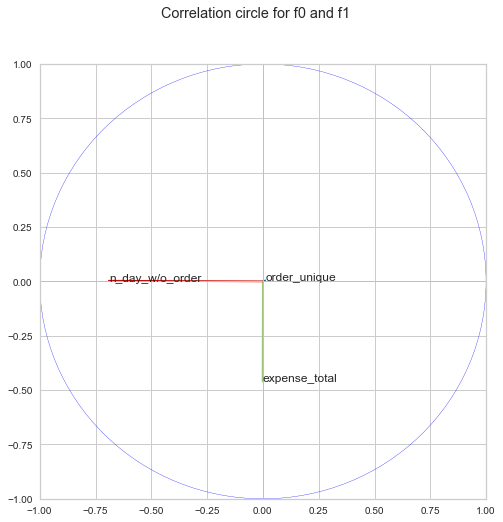 Correlation circle for f0 and f1
1.00
0.75
0.50
0.25
0.00
−0.25
−0.50
−0.75
−1.00
n_day_w/o_order
order_unique
expense_total
−1.00 −0.75 −0.50 −0.25 0.00 0.25 0.50 0.75 1.00